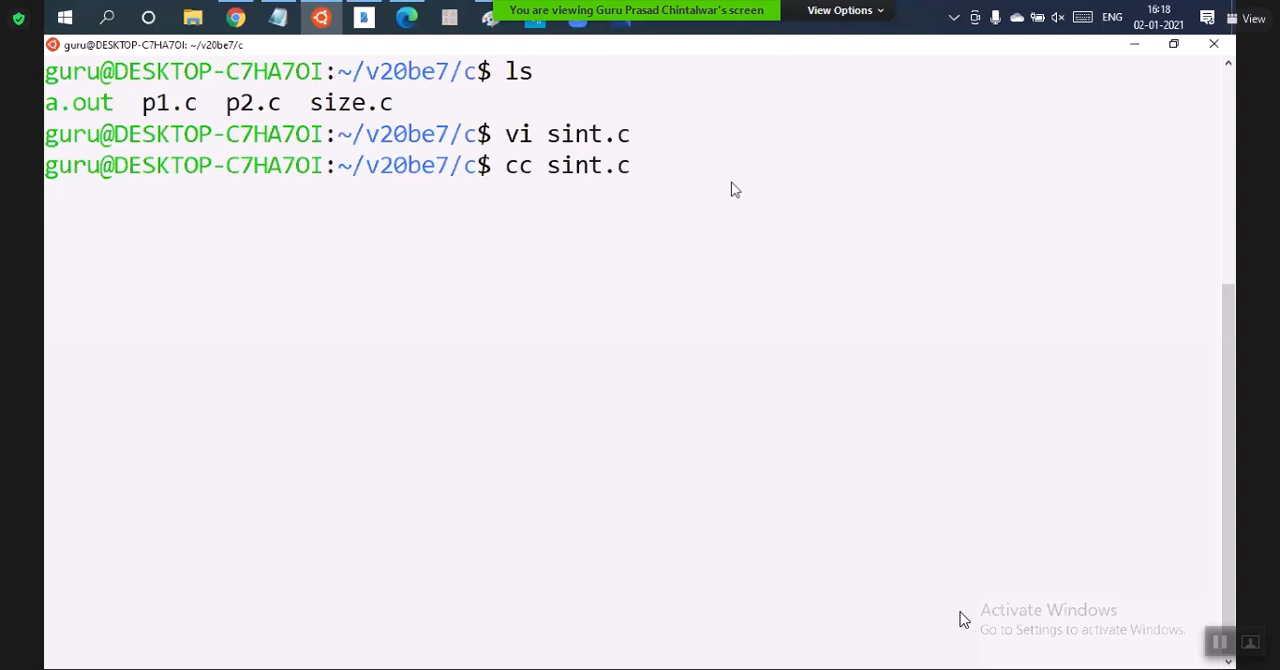 You are viewing Guru Prasad Chintalwar's screen
View Options
ENG
16:18
02-01-2021
View
guru@DESKTOP-C7HA7OI: ~/v20be7/c
guru@DESKTOP-C7HA7OI:~/v20be7/c$ ls
a.out p1.c p2.c size.c
guru@DESKTOP-C7HA7OI:~/v20be7/c$ vi sint.c
guru@DESKTOP-C7HA7OI:~/v20be7/c$ cc sint.c
Activate Windows
Go to Settings to activate Windows.